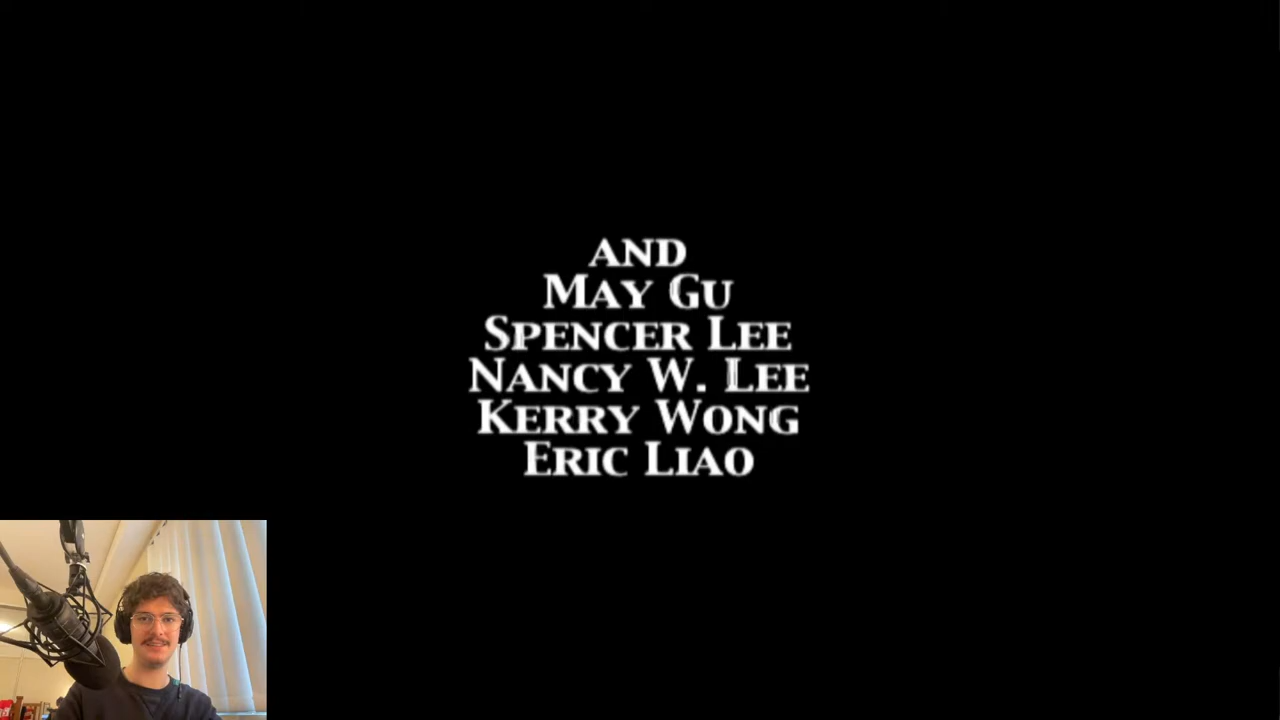 AND
MAY GU
SPENCER LEE
NANCY W. LEE
KERRY WONG
ERIC LIAO